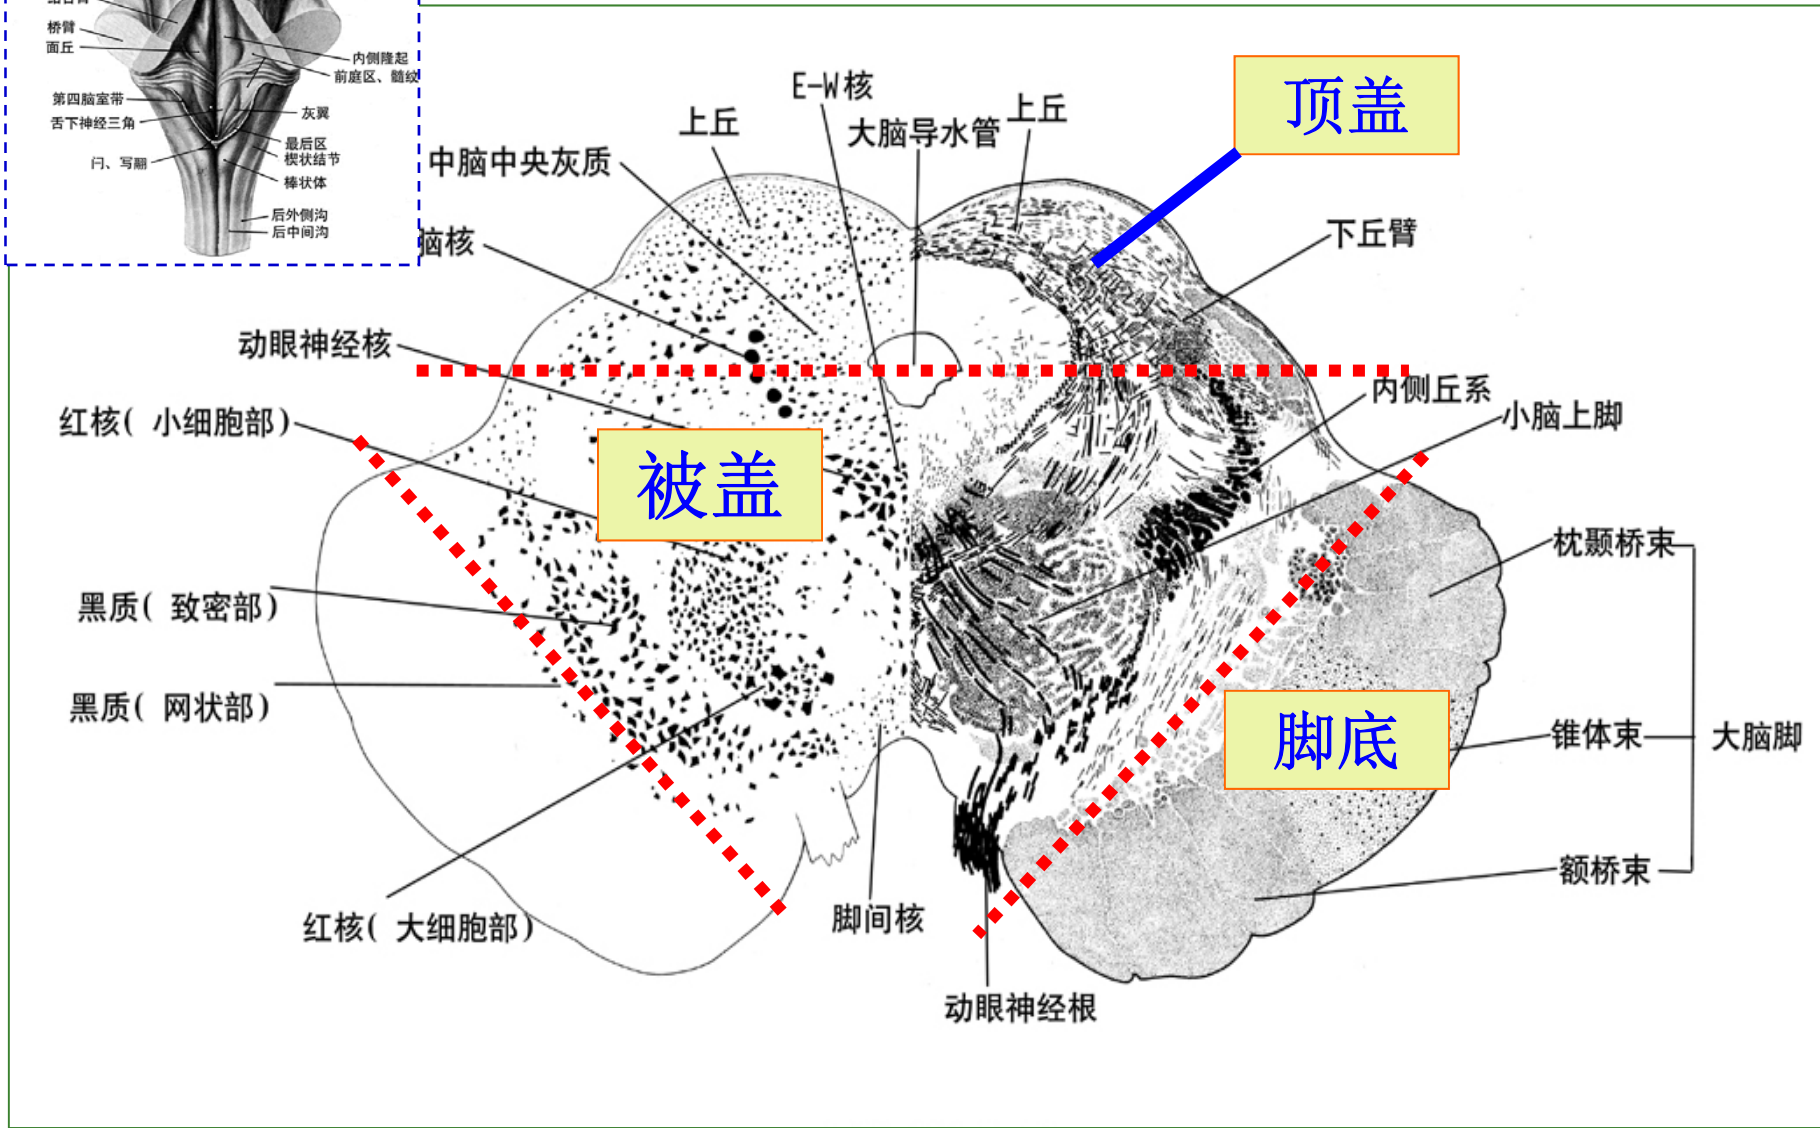 桥臂
面丘
内侧隆起
前庭区、髓纹
第四脑室带
灰翼
舌下神经三角
最后区
楔状结节
闩、写翮
棒状体
后外侧沟
后中间沟
E-W核
上丘
大脑导水管
上丘
顶盖
中脑中央灰质
脑核
下丘臂
动眼神经核
内侧丘系
红核( 小细胞部)
小脑上脚
被盖
枕颞桥束
黑质( 致密部)
黑质( 网状部)
脚底
锥体束
大脑脚
额桥束
红核( 大细胞部)
脚间核
动眼神经根